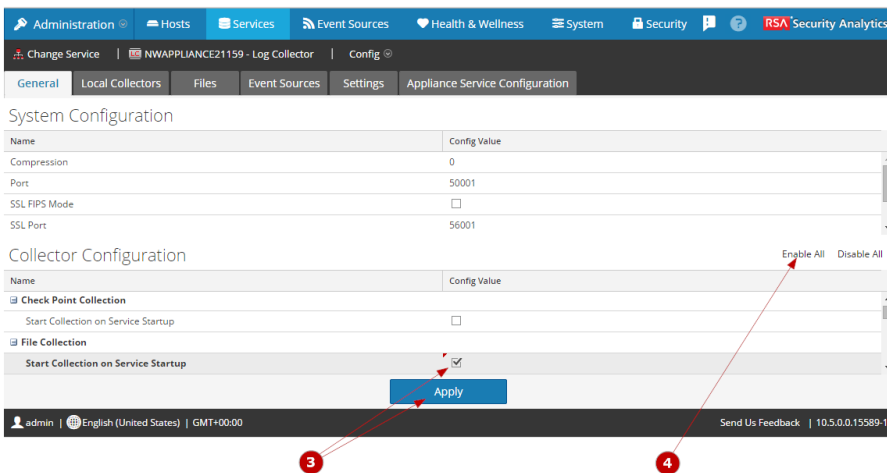 Administration Hosts Services Event Sources Health & Wellness System Security ! ? RSA Security Analytics
Change Service | LC NWAPPLIANCE21159 - Log Collector | Config
General Local Collectors Files Event Sources Settings Appliance Service Configuration
System Configuration
Name Config Value
Compression 0
Port 50001
SSL FIPS Mode
SSL Port 56001
Collector Configuration Enable All Disable All
Name Config Value
Check Point Collection
Start Collection on Service Startup
File Collection
Start Collection on Service Startup
Apply
admin | English (United States) | GMT+00:00 Send Us Feedback | 10.5.0.0.15589-1
3 4